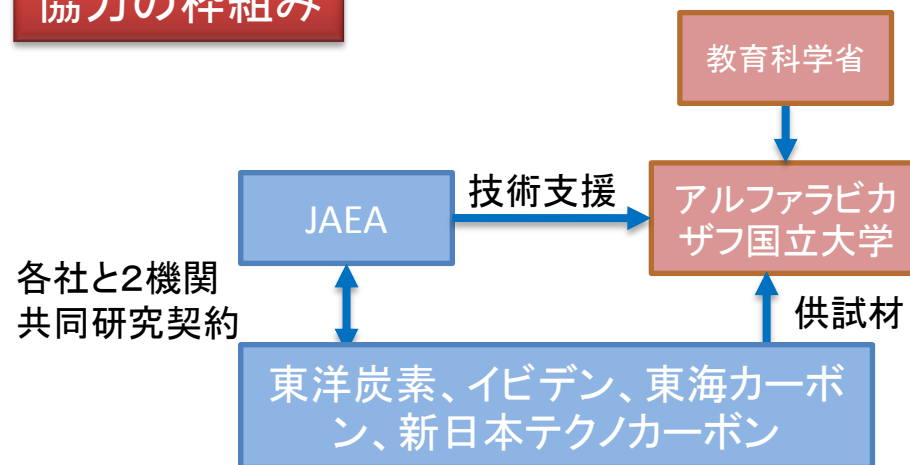 協力の枠組み
教育科学省
JAEA
技術支援
アルファラビカ
ザフ国立大学
各社と2機関
共同研究契約
供試材
東洋炭素、イビデン、東海カーボ
ン、新日本テクノカーボン